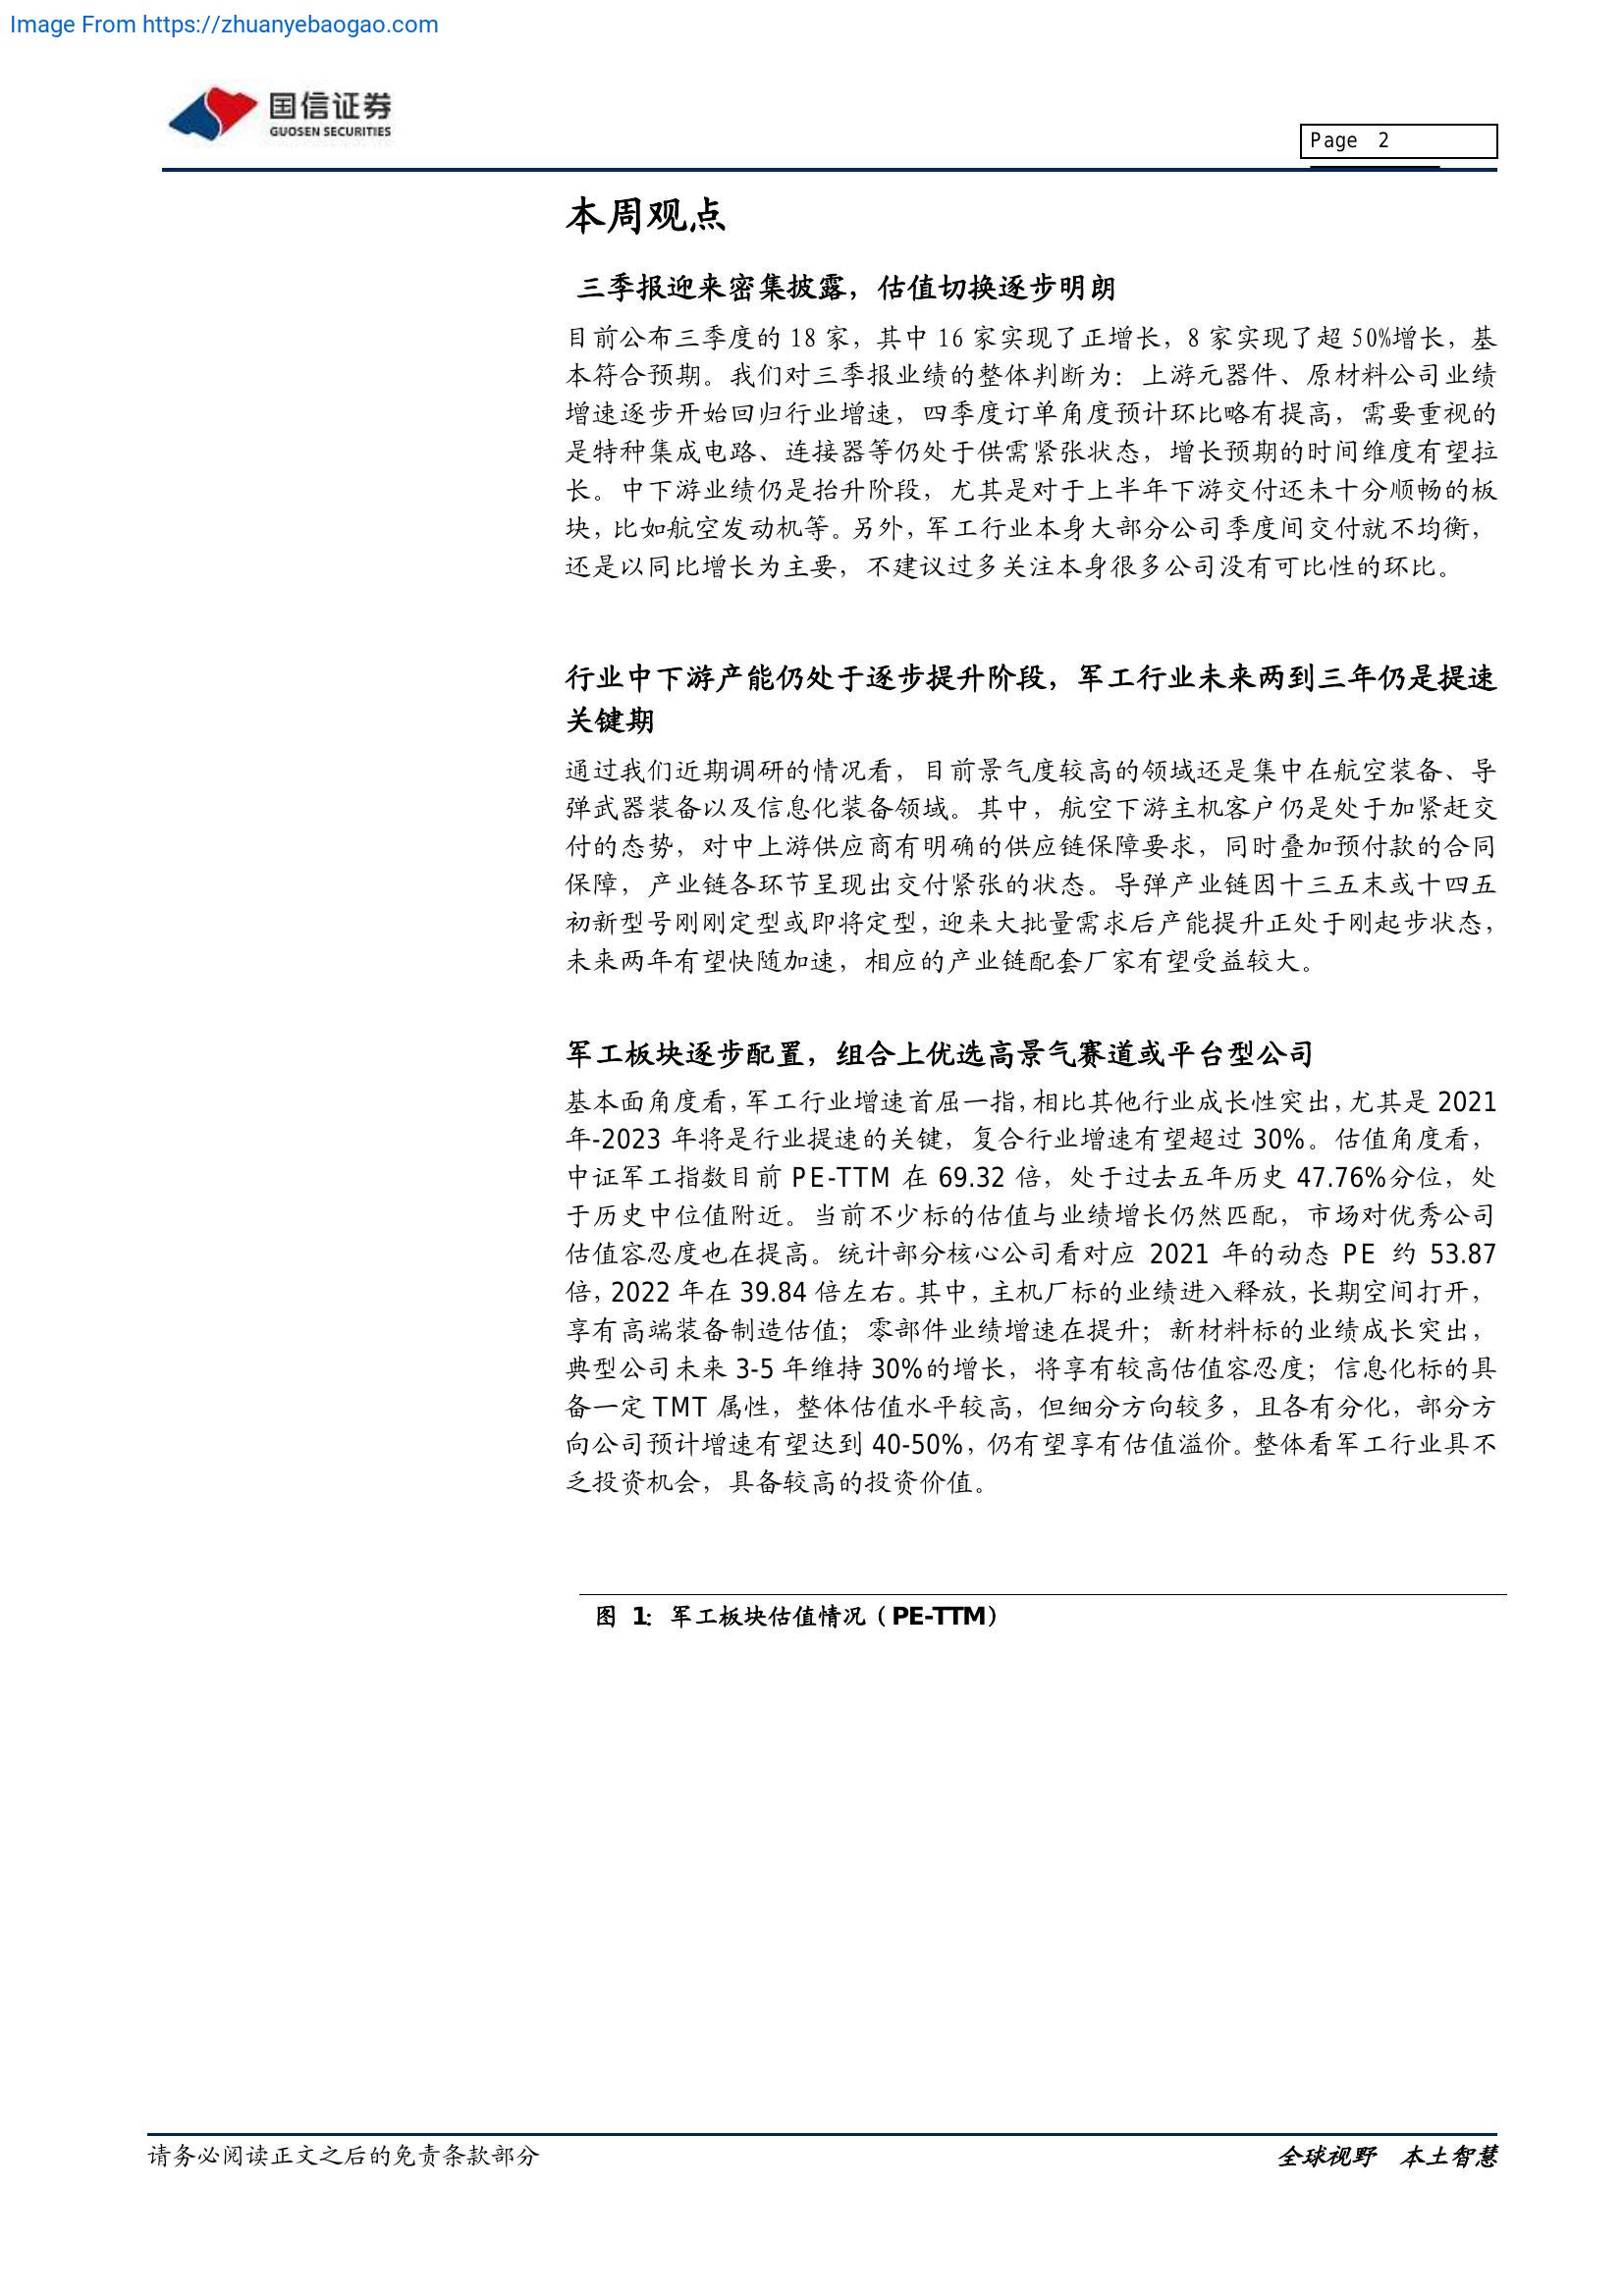 Image From https://zhuanyebaogao.com
国信证券
GUOSEN SECURITIES
Page 2
本周观点
三季报迎来密集披露，估值切换逐步明朗
目前公布三季度的 18 家，其中 16 家实现了正增长，8 家实现了超 50%增长，基
本符合预期。我们对三季报业绩的整体判断为：上游元器件、原材料公司业绩
增速逐步开始回归行业增速，四季度订单角度预计环比略有提高，需要重视的
是特种集成电路、连接器等仍处于供需紧张状态，增长预期的时间维度有望拉
长。中下游业绩仍是抬升阶段，尤其是对于上半年下游交付还未十分顺畅的板
块，比如航空发动机等。另外，军工行业本身大部分公司季度间交付就不均衡，
还是以同比增长为主要，不建议过多关注本身很多公司没有可比性的环比。
行业中下游产能仍处于逐步提升阶段，军工行业未来两到三年仍是提速
关键期
通过我们近期调研的情况看，目前景气度较高的领域还是集中在航空装备、导
弹武器装备以及信息化装备领域。其中，航空下游主机客户仍是处于加紧赶交
付的态势，对中上游供应商有明确的供应链保障要求，同时叠加预付款的合同
保障，产业链各环节呈现出交付紧张的状态。导弹产业链因十三五末或十四五
初新型号刚刚定型或即将定型，迎来大批量需求后产能提升正处于刚起步状态，
未来两年有望快随加速，相应的产业链配套厂家有望受益较大。
军工板块逐步配置，组合上优选高景气赛道或平台型公司
基本面角度看，军工行业增速首屈一指，相比其他行业成长性突出，尤其是 2021
年-2023 年将是行业提速的关键，复合行业增速有望超过 30%。估值角度看，
中证军工指数目前 PE-TTM 在 69.32 倍，处于过去五年历史 47.76%分位，处
于历史中位值附近。当前不少标的估值与业绩增长仍然匹配，市场对优秀公司
估值容忍度也在提高。统计部分核心公司看对应 2021 年的动态 PE 约 53.87
倍，2022 年在 39.84 倍左右。其中，主机厂标的业绩进入释放，长期空间打开，
享有高端装备制造估值；零部件业绩增速在提升；新材料标的业绩成长突出，
典型公司未来 3-5 年维持 30%的增长，将享有较高估值容忍度；信息化标的具
备一定 TMT 属性，整体估值水平较高，但细分方向较多，且各有分化，部分方
向公司预计增速有望达到 40-50%，仍有望享有估值溢价。整体看军工行业具不
乏投资机会，具备较高的投资价值。
图 1：军工板块估值情况（PE-TTM）
请务必阅读正文之后的免责条款部分
全球视野 本土智慧